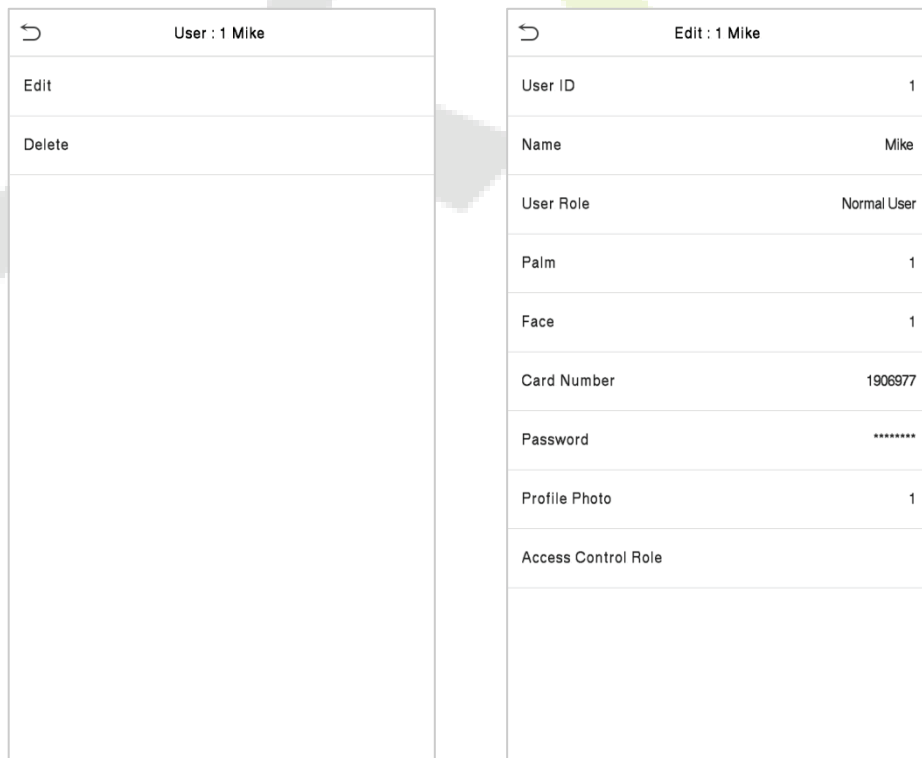 User : 1 Mike
Edit
Delete
Edit : 1 Mike
User ID 1
Name Mike
User Role Normal User
Palm 1
Face 1
Card Number 1906977
Password ********
Profile Photo 1
Access Control Role